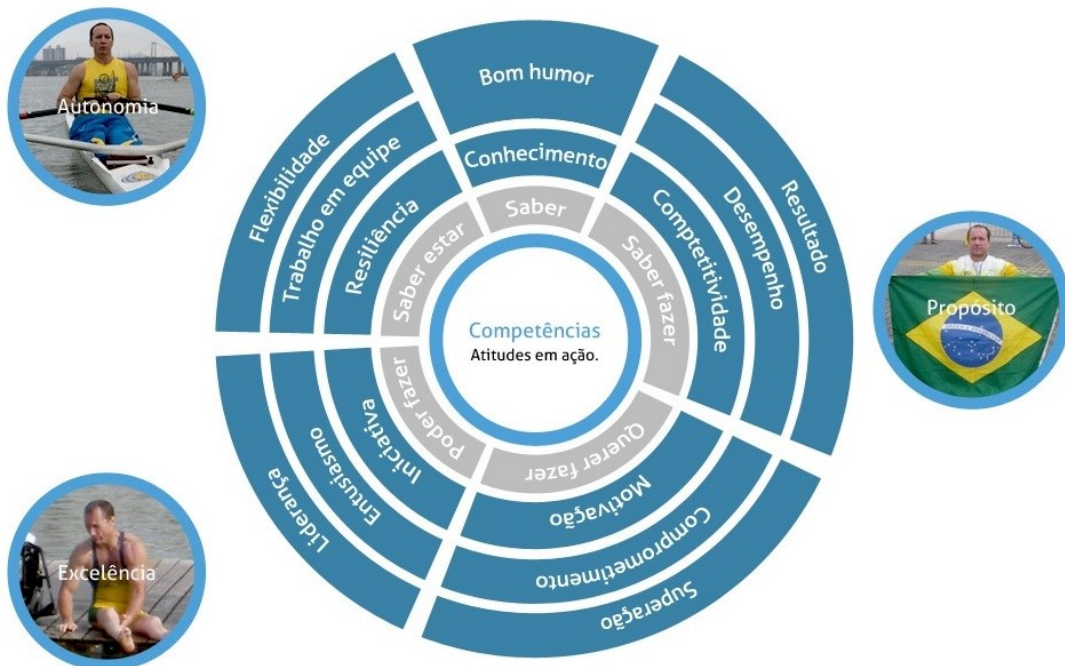 Autonomia
Propósito
Excelência
Competências
Atitudes em ação.
Saber
Conhecimento
Bom humor
Saber fazer
Comptetitividade
Desempenho
Resultado
Querer fazer
Motivação
Comprometimento
Superação
Poder fazer
Iniciativa
Entusiasmo
Liderança
Saber estar
Resiliência
Trabalho em equipe
Flexibilidade